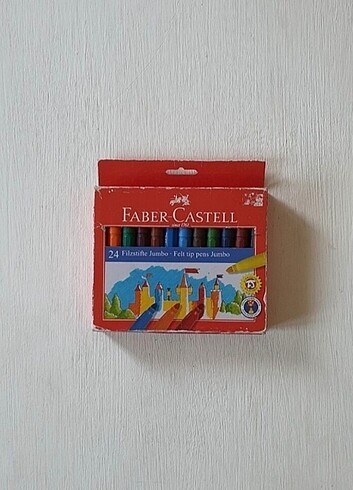 FABER-CASTELL
since 1761
24 Filzstifte Jumbo · Felt tip pens Jumbo